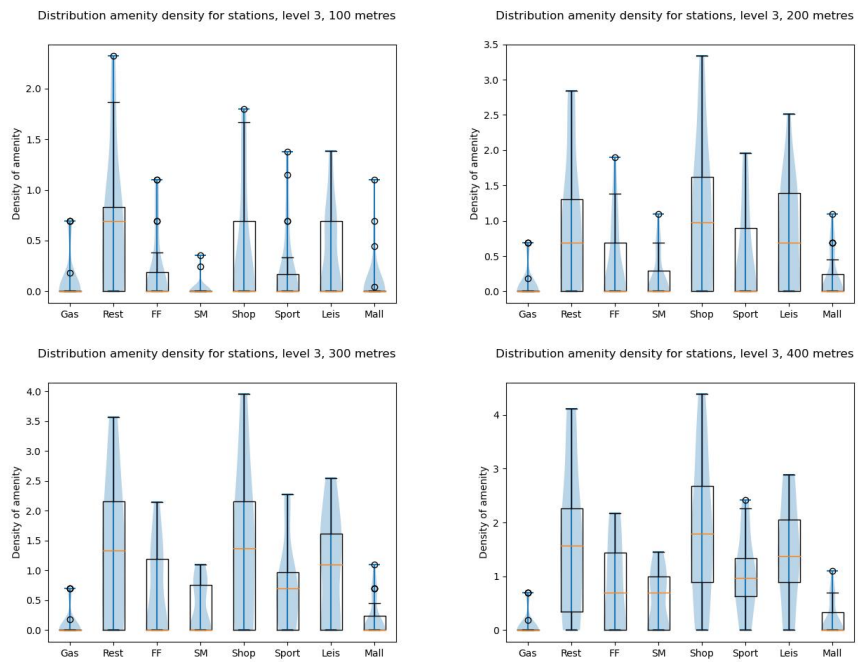 Distribution amenity density for stations, level 3, 100 metres
Density of amenity
2.0
1.5
1.0
0.5
0.0
Gas Rest FF SM Shop Sport Leis Mall
Distribution amenity density for stations, level 3, 200 metres
Density of amenity
3.5
3.0
2.5
2.0
1.5
1.0
0.5
0.0
Gas Rest FF SM Shop Sport Leis Mall
Distribution amenity density for stations, level 3, 300 metres
Density of amenity
4.0
3.5
3.0
2.5
2.0
1.5
1.0
0.5
0.0
Gas Rest FF SM Shop Sport Leis Mall
Distribution amenity density for stations, level 3, 400 metres
Density of amenity
4
3
2
1
0
Gas Rest FF SM Shop Sport Leis Mall